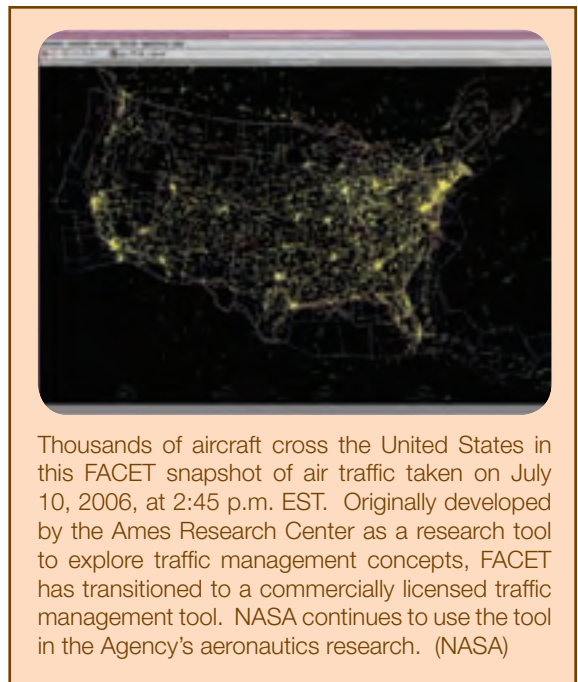 Thousands of aircraft cross the United States in
this FACET snapshot of air traffic taken on July
10, 2006, at 2:45 p.m. EST. Originally developed
by the Ames Research Center as a research tool
to explore traffic management concepts, FACET
has transitioned to a commercially licensed traffic
management tool. NASA continues to use the tool
in the Agency’s aeronautics research. (NASA)